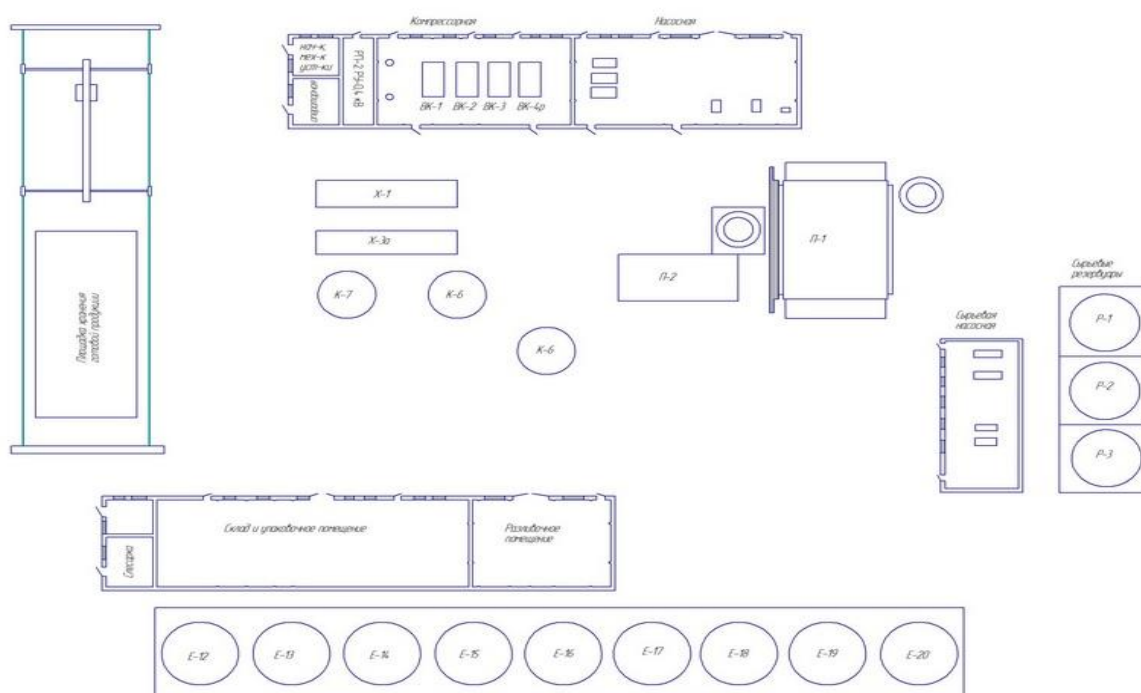 Компрессорная
Насосная
нач-к,
мех-к
уст-ки
РП-2 РУ-0,4 кВ
ВК-1
ВК-2
ВК-3
ВК-4р
Х-1
Х-3а
К-7
К-6
К-6
П-2
П-1
Сырьевые
резервуары
Р-1
Р-2
Р-3
Сырьевая
насосная
Площадка хранения
готовой продукции
Склад и упаковочное помещение
Разливочное
помещение
Слесарка
Е-12
Е-13
Е-14
Е-15
Е-16
Е-17
Е-18
Е-19
Е-20